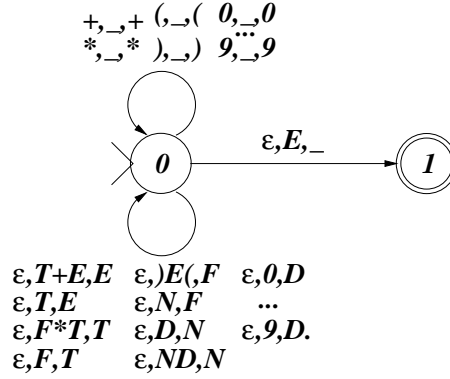 +,_,+ (,_,( 0,_,0
...
*,_,* ),_,) 9,_,9
ε,E,_
0
1
ε,T+E,E ε,)E(,F ε,0,D
ε,T,E ε,N,F ...
ε,F*T,T ε,D,N ε,9,D.
ε,F,T ε,ND,N